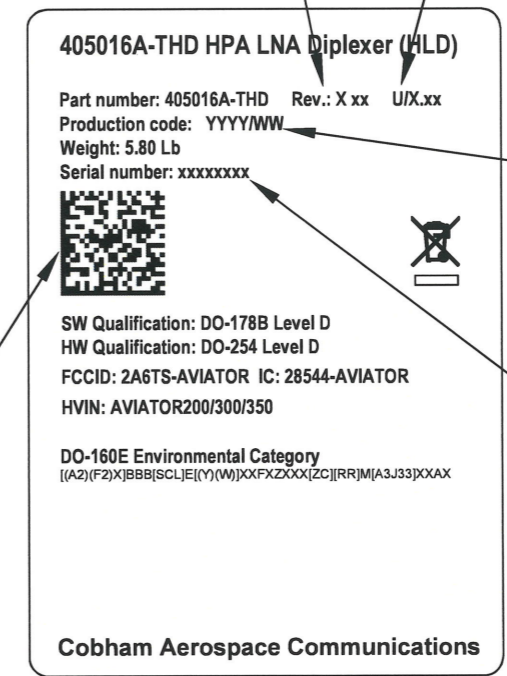 405016A-THD HPA LNA Diplexer (HLD)
Part number: 405016A-THD Rev.: X xx U/X.xx
Production code: YYYY/WW
Weight: 5.80 Lb
Serial number: xxxxxxxx
SW Qualification: DO-178B Level D
HW Qualification: DO-254 Level D
FCCID: 2A6TS-AVIATOR IC: 28544-AVIATOR
HVIN: AVIATOR200/300/350
DO-160E Environmental Category
[(A2)(F2)X]BBB[SCL]E[(Y)(W)]XXFXZXXX[ZC][RR]M[A3J33]XXAX
Cobham Aerospace Communications